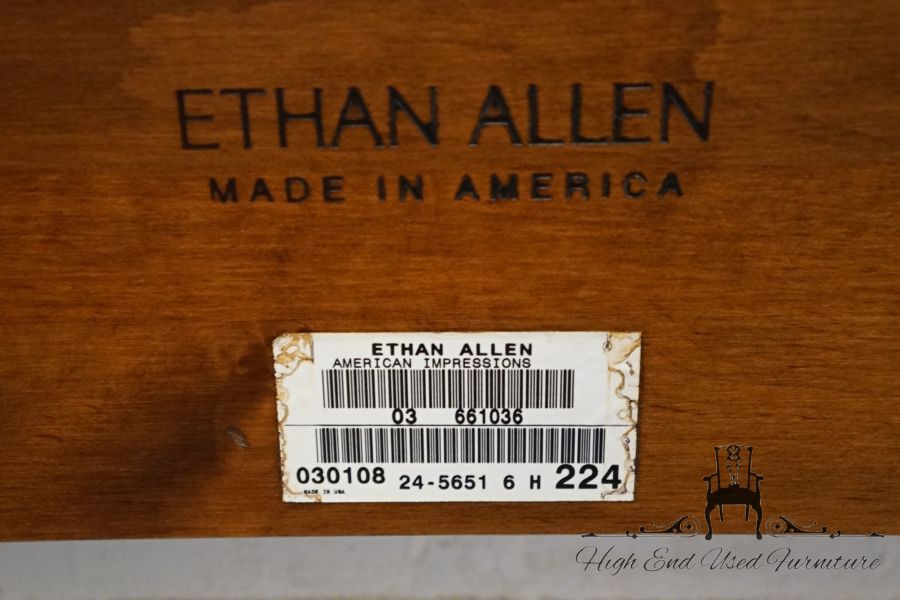 ETHAN ALLEN
MADE IN AMERICA
ETHAN ALLEN
AMERICAN IMPRESSIONS
03 661036
030108 24-5651 6 H 224
MADE IN USA
High End Used Furniture